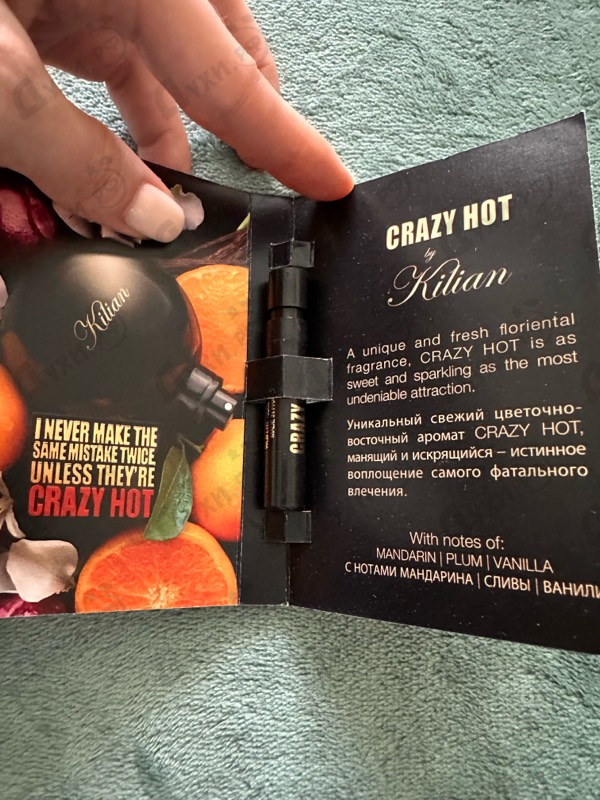 Kilian
I NEVER MAKE THE
SAME MISTAKE TWICE
UNLESS THEY'RE
CRAZY HOT
CRAZY
CRAZY HOT
by
Kilian
A unique and fresh floriental
fragrance, CRAZY HOT is as
sweet and sparkling as the most
undeniable attraction.
Уникальный свежий цветочно-
восточный аромат CRAZY HOT,
манящий и искрящийся – истинное
воплощение самого фатального
влечения.
With notes of:
MANDARIN | PLUM | VANILLA
С НОТАМИ МАНДАРИНА | СЛИВЫ | ВАНИЛИ